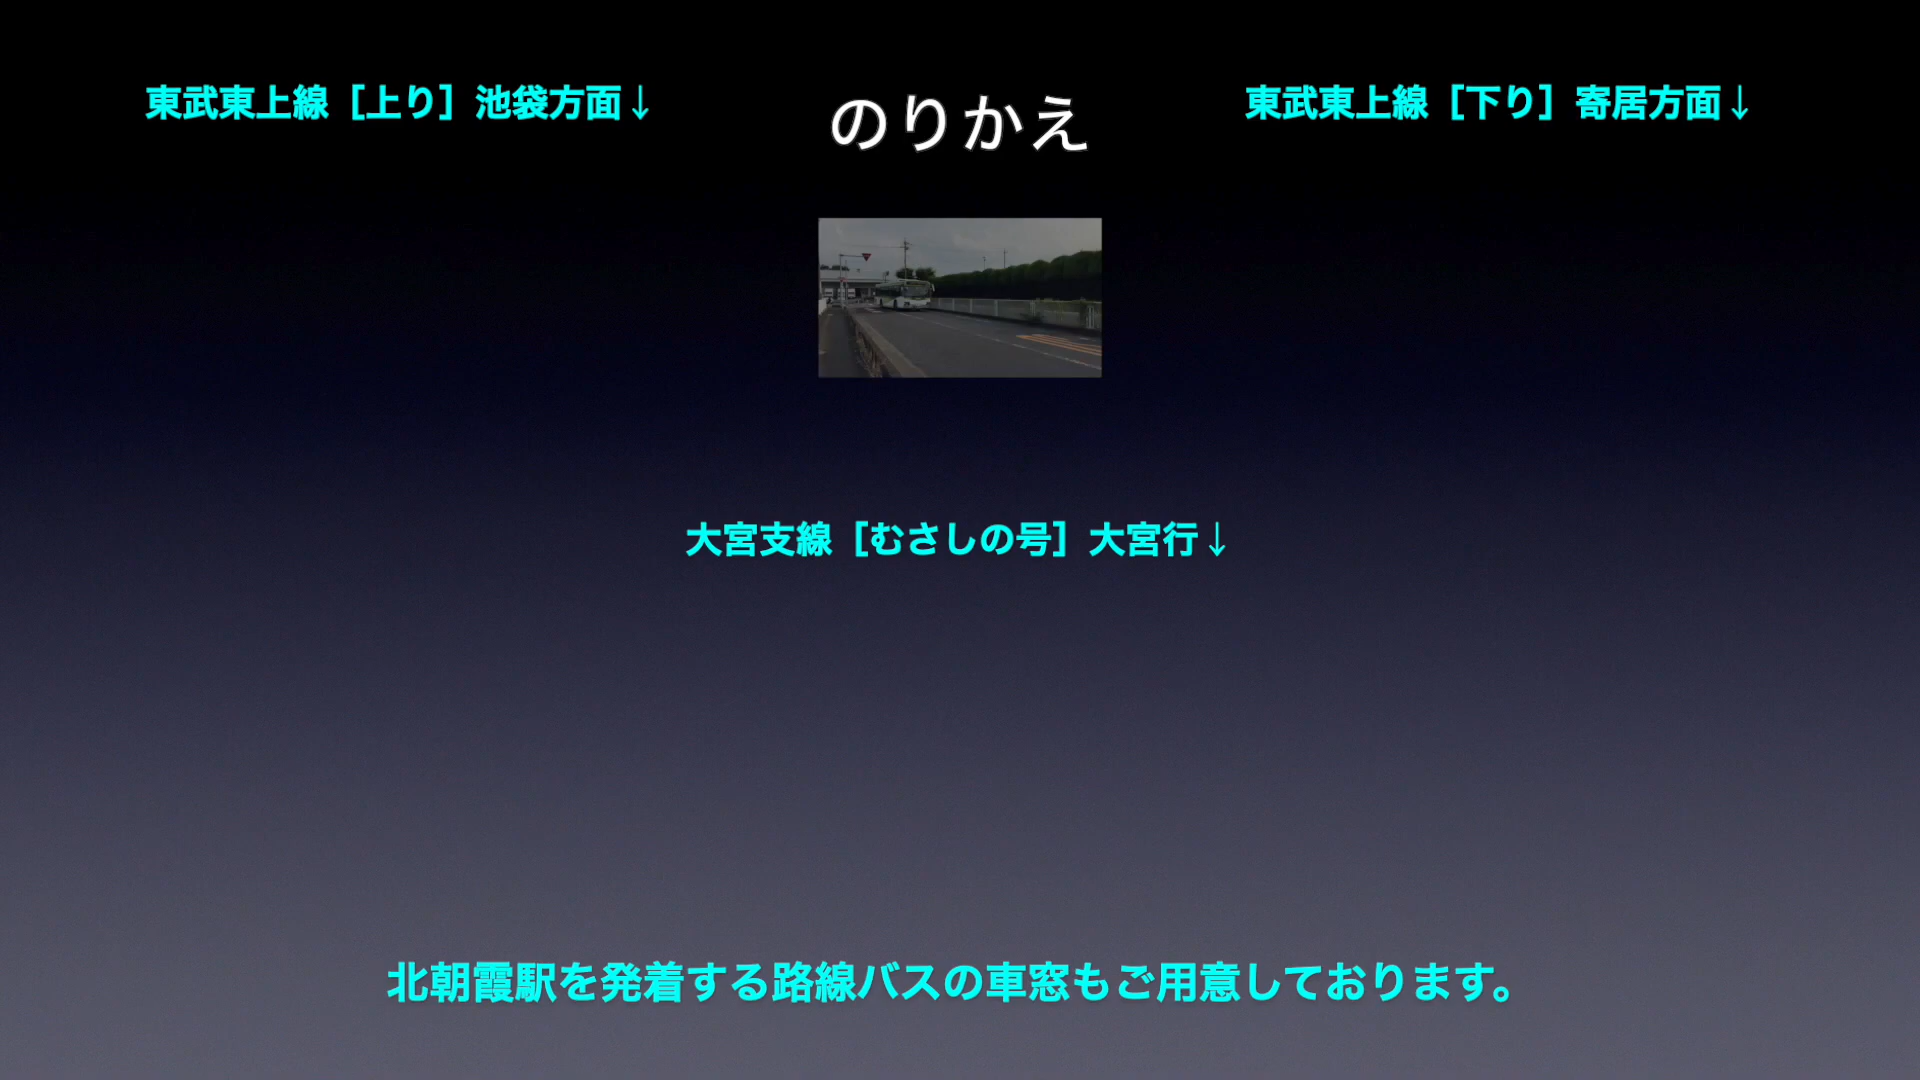 東武東上線［上り］池袋方面↓
のりかえ
東武東上線［下り］寄居方面↓
大宮支線［むさしの号］大宮行↓
北朝霞駅を発着する路線バスの車窓もご用意しております。